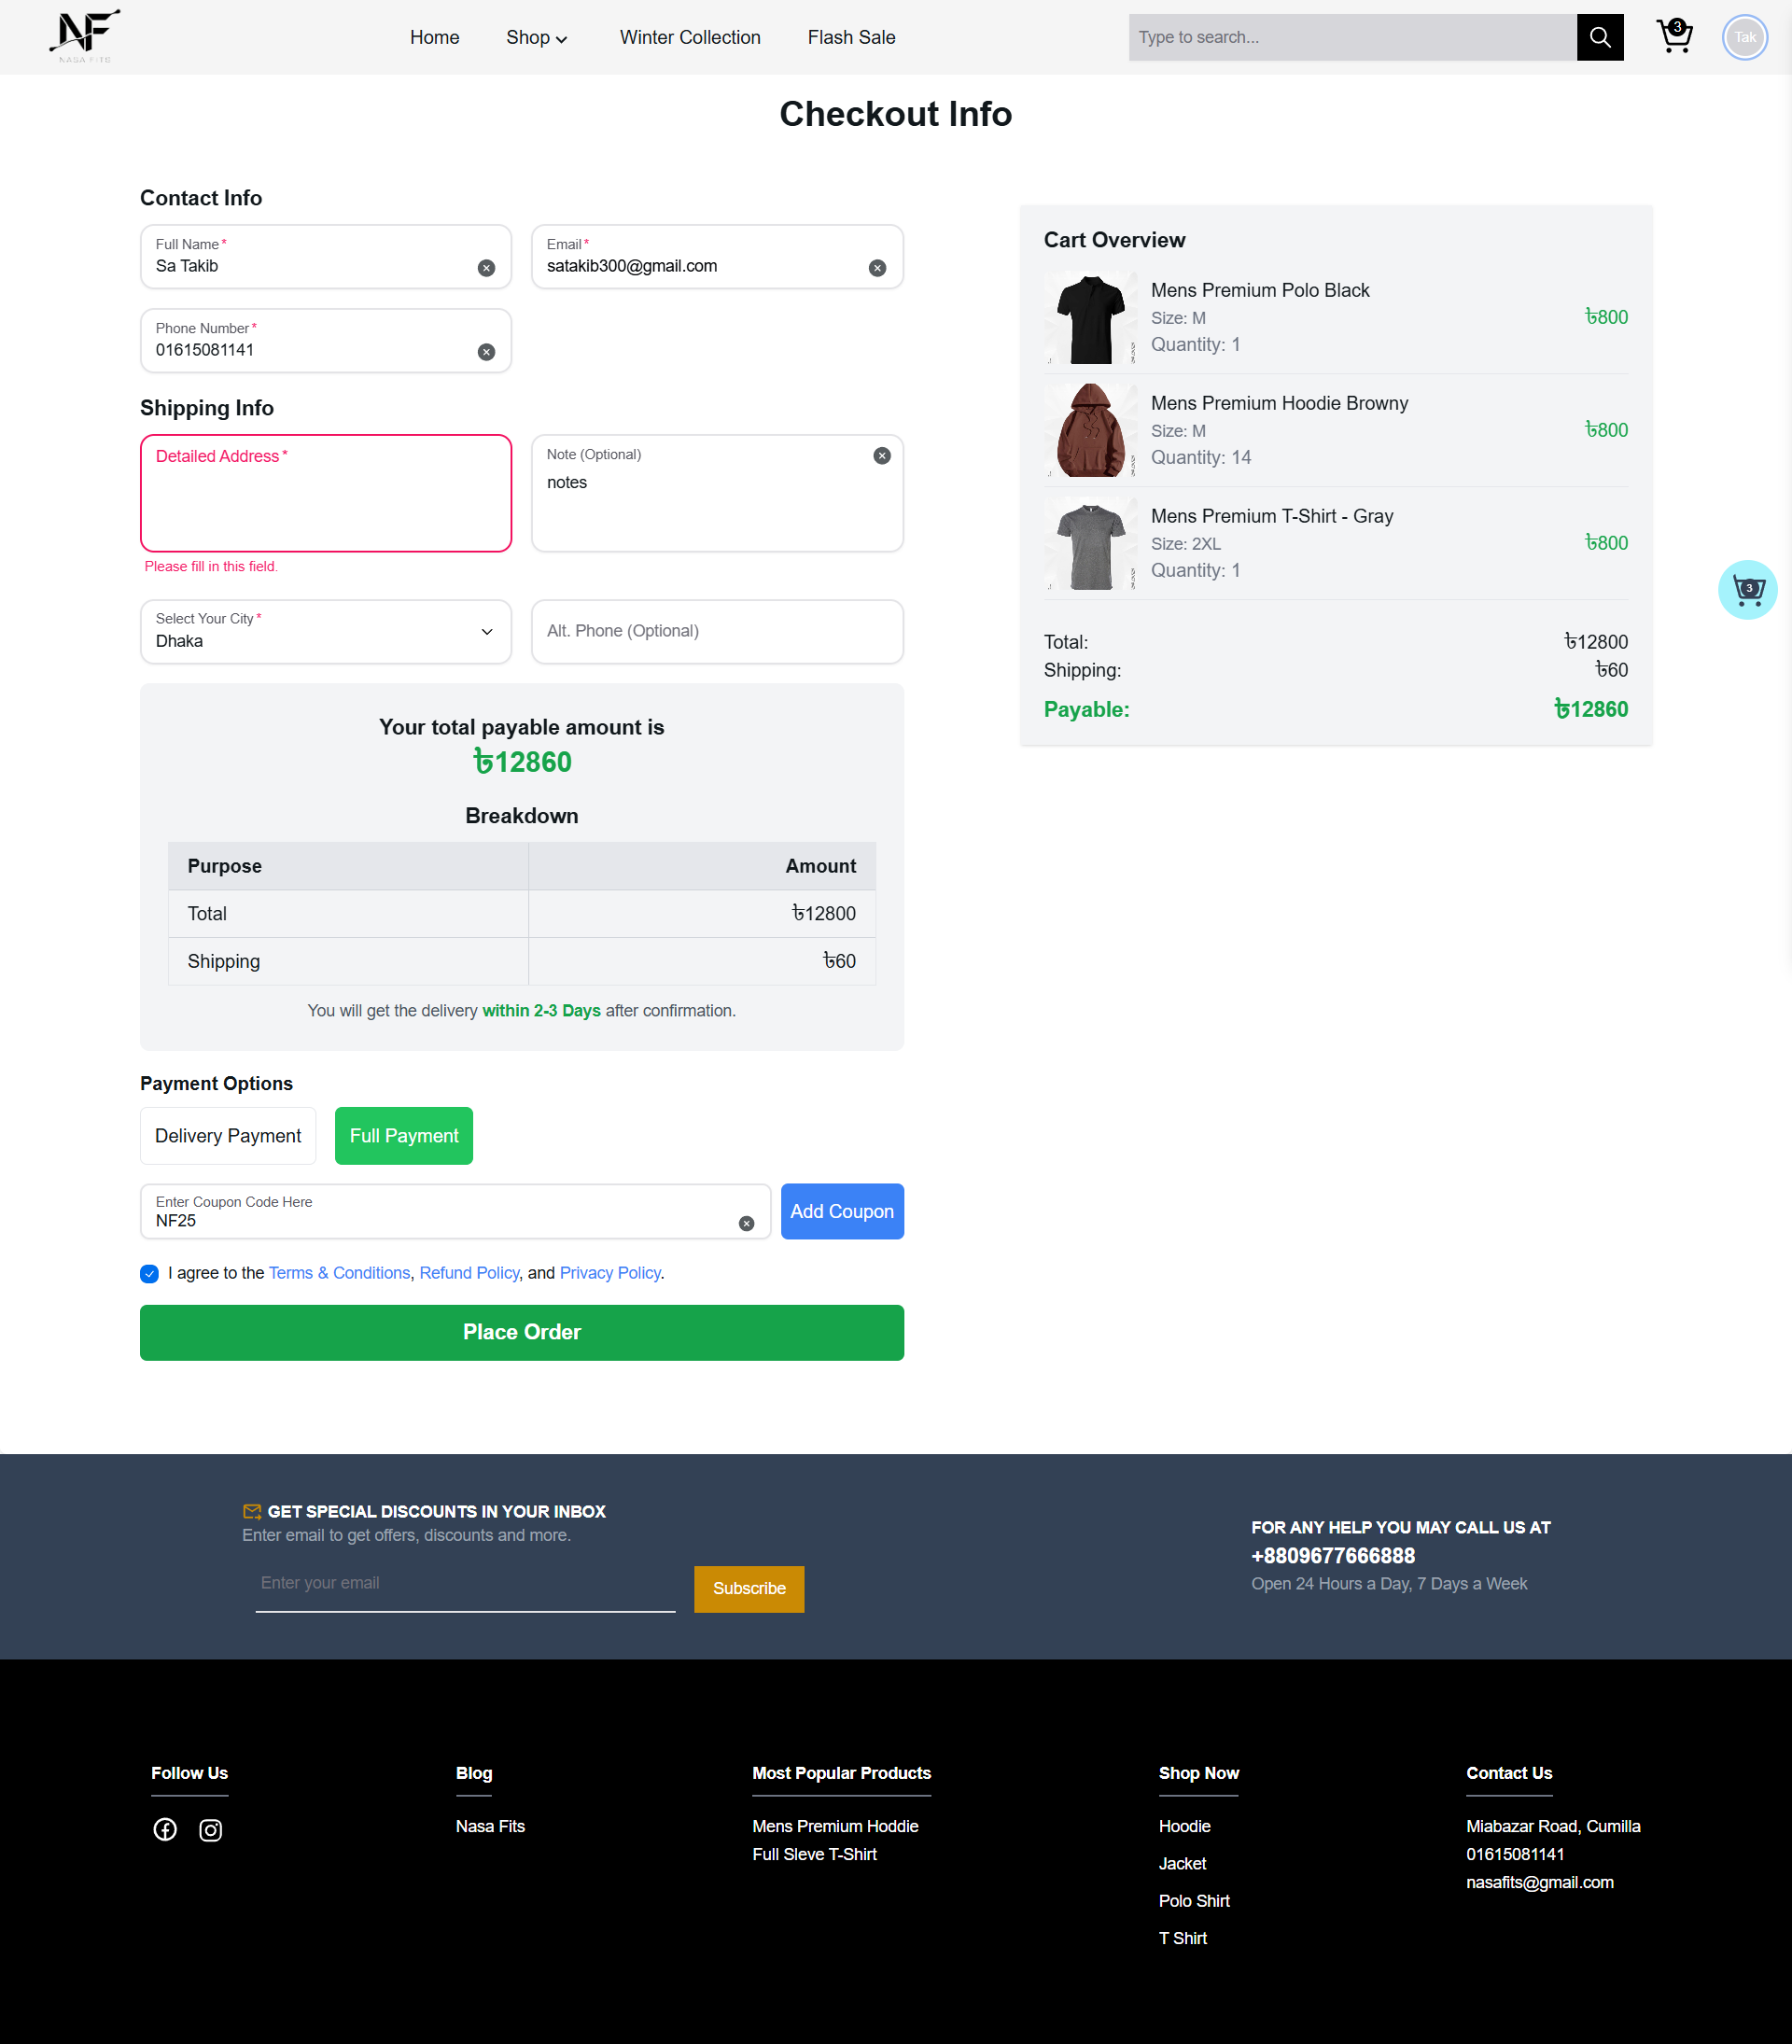 NF
NASA FITS
Home
Shop
Winter Collection
Flash Sale
Type to search...
3
Tak
Checkout Info
Contact Info
Full Name*
Sa Takib
Email*
satakib300@gmail.com
Phone Number*
01615081141
Shipping Info
Detailed Address*
Please fill in this field.
Note (Optional)
notes
Select Your City*
Dhaka
Alt. Phone (Optional)
Your total payable amount is
৳12860
Breakdown
Purpose Amount
Total ৳12800
Shipping ৳60
You will get the delivery within 2-3 Days after confirmation.
Payment Options
Delivery Payment
Full Payment
Enter Coupon Code Here
NF25
Add Coupon
I agree to the Terms & Conditions, Refund Policy, and Privacy Policy.
Place Order
Cart Overview
Mens Premium Polo Black
Size: M
Quantity: 1
৳800
Mens Premium Hoodie Browny
Size: M
Quantity: 14
৳800
Mens Premium T-Shirt - Gray
Size: 2XL
Quantity: 1
৳800
Total: ৳12800
Shipping: ৳60
Payable: ৳12860
3
GET SPECIAL DISCOUNTS IN YOUR INBOX
Enter email to get offers, discounts and more.
Enter your email
Subscribe
FOR ANY HELP YOU MAY CALL US AT
+8809677666888
Open 24 Hours a Day, 7 Days a Week
Follow Us
Blog
Nasa Fits
Most Popular Products
Mens Premium Hoddie
Full Sleve T-Shirt
Shop Now
Hoodie
Jacket
Polo Shirt
T Shirt
Contact Us
Miabazar Road, Cumilla
01615081141
nasafits@gmail.com